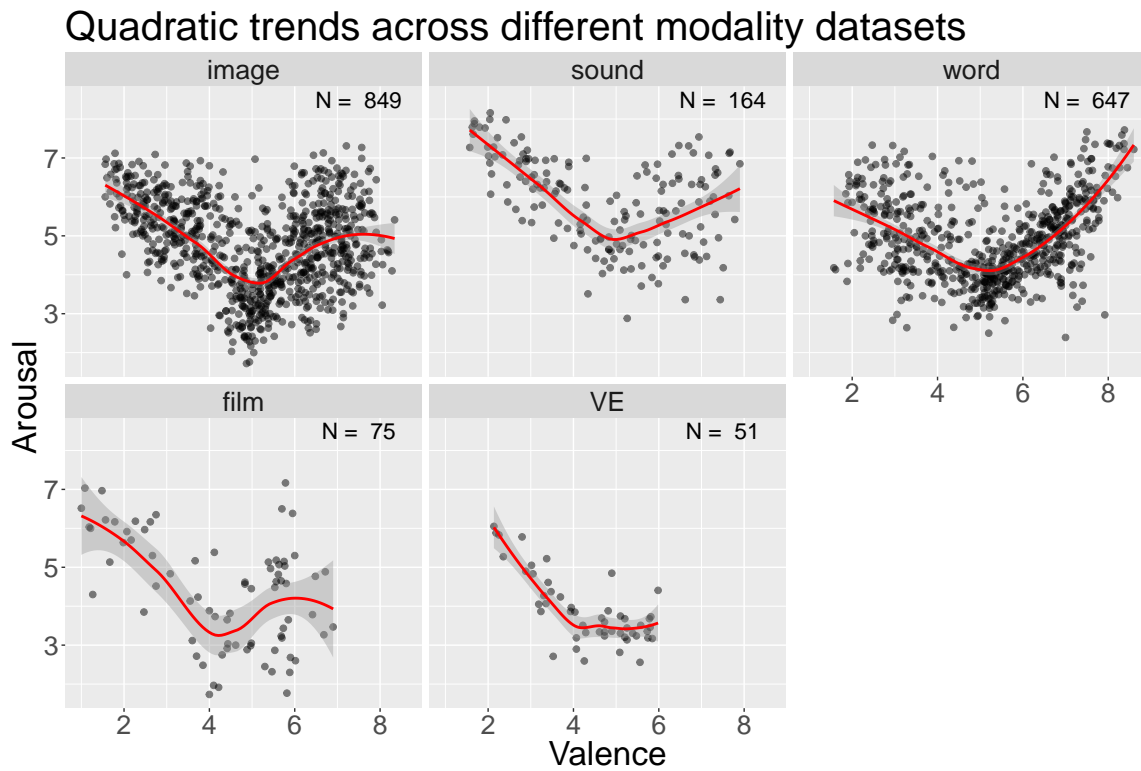 Quadratic trends across different modality datasets
image
sound
word
N = 849
N = 164
N = 647
7
5
3
2 4 6 8
film
VE
N = 75
N = 51
7
5
3
2 4 6 8
2 4 6 8
Arousal
Valence